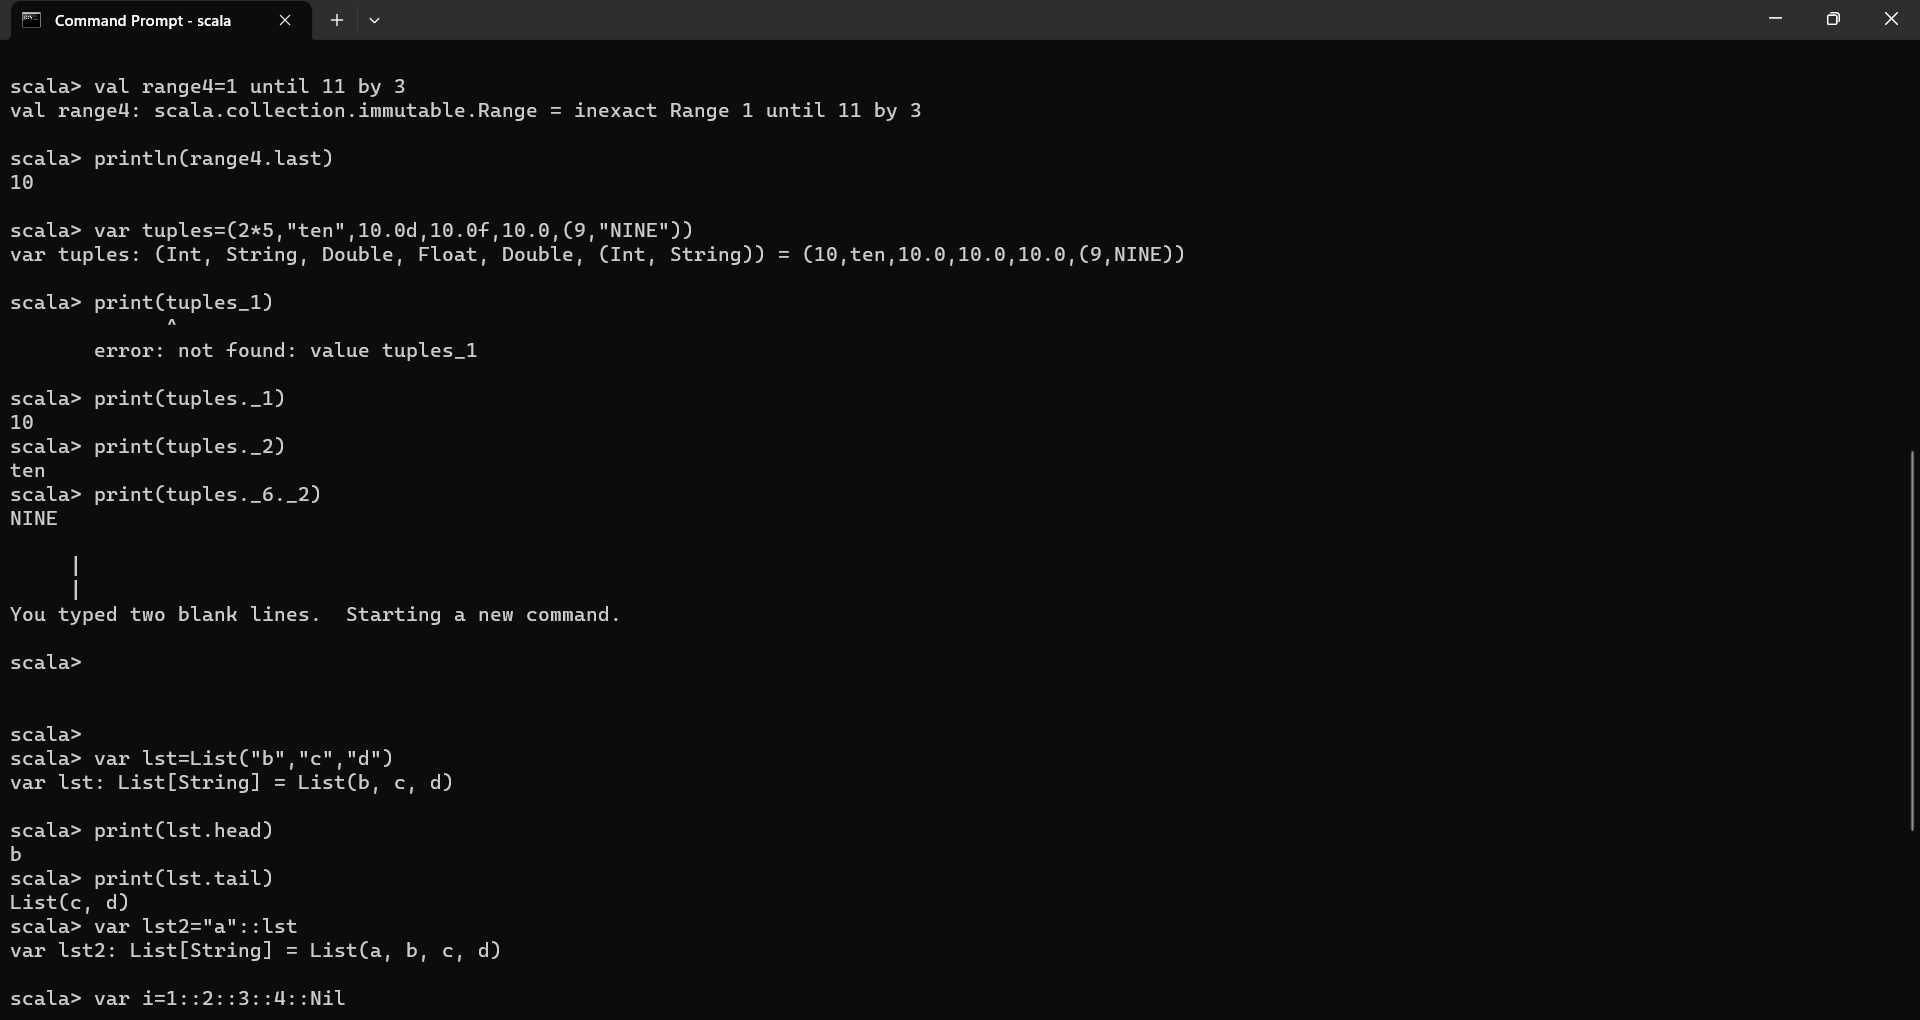 Command Prompt - scala
scala> val range4=1 until 11 by 3
val range4: scala.collection.immutable.Range = inexact Range 1 until 11 by 3
scala> println(range4.last)
10
scala> var tuples=(2*5,"ten",10.0d,10.0f,10.0,(9,"NINE"))
var tuples: (Int, String, Double, Float, Double, (Int, String)) = (10,ten,10.0,10.0,10.0,(9,NINE))
scala> print(tuples_1)
^
error: not found: value tuples_1
scala> print(tuples._1)
10
scala> print(tuples._2)
ten
scala> print(tuples._6._2)
NINE
|
|
You typed two blank lines.  Starting a new command.
scala>
scala>
scala> var lst=List("b","c","d")
var lst: List[String] = List(b, c, d)
scala> print(lst.head)
b
scala> print(lst.tail)
List(c, d)
scala> var lst2="a"::lst
var lst2: List[String] = List(a, b, c, d)
scala> var i=1::2::3::4::Nil